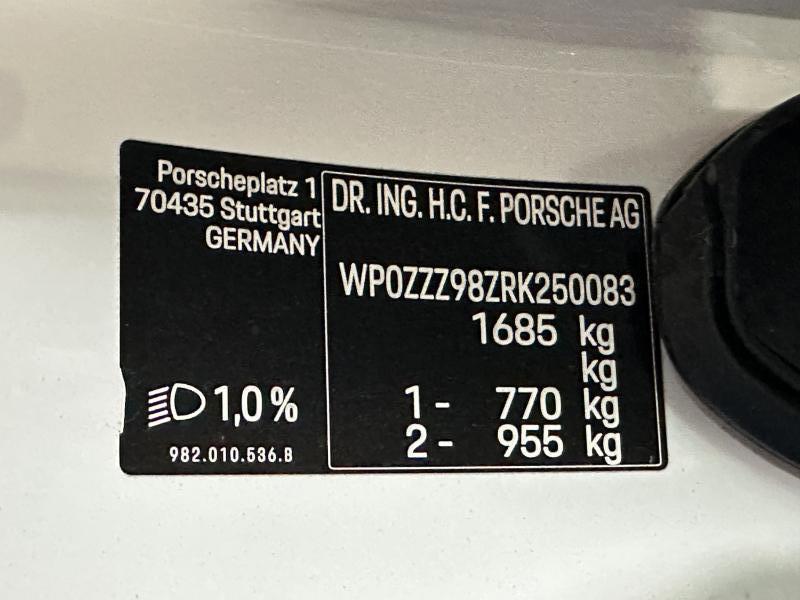 Porscheplatz 1
70435 Stuttgart
GERMANY
1,0 %
982.010.536.B
DR. ING. H.C. F. PORSCHE AG
WP0ZZZ98ZRK250083
1685 kg
kg
1- 770 kg
2- 955 kg